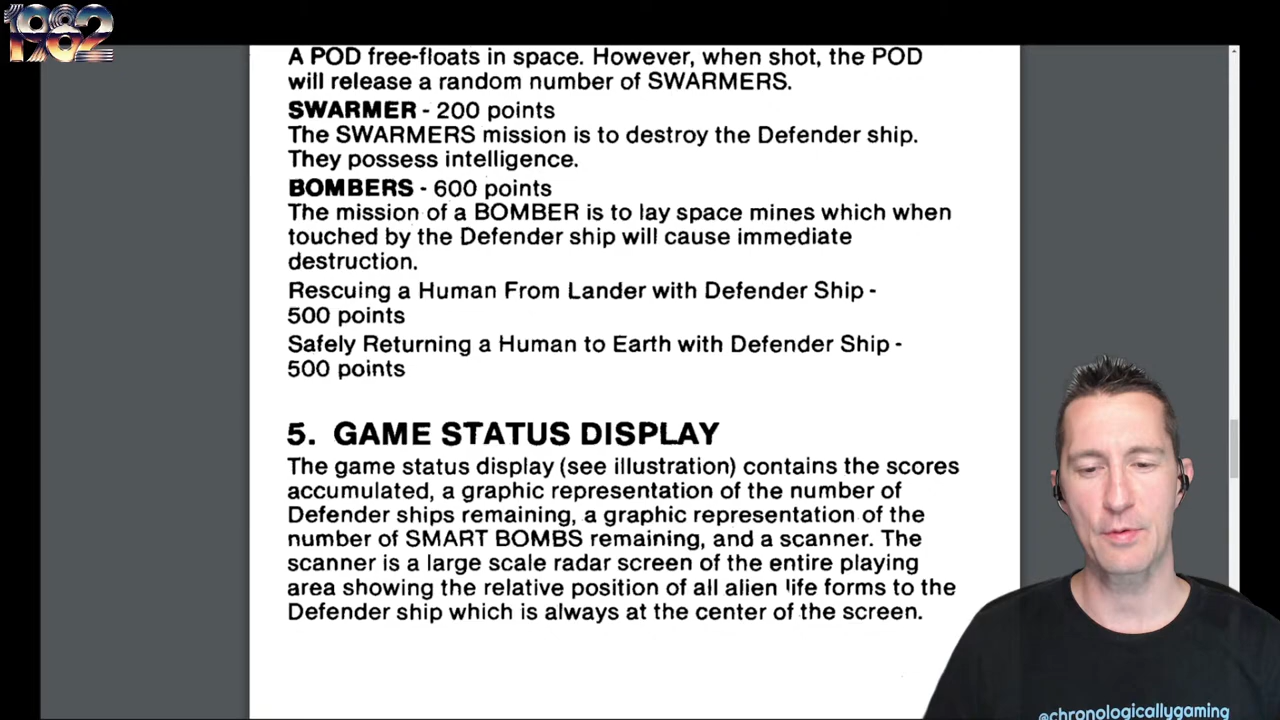 1982
A POD free-floats in space. However, when shot, the POD
will release a random number of SWARMERS.
SWARMER - 200 points
The SWARMERS mission is to destroy the Defender ship.
They possess intelligence.
BOMBERS - 600 points
The mission of a BOMBER is to lay space mines which when
touched by the Defender ship will cause immediate
destruction.
Rescuing a Human From Lander with Defender Ship -
500 points
Safely Returning a Human to Earth with Defender Ship -
500 points
5. GAME STATUS DISPLAY
The game status display (see illustration) contains the scores
accumulated, a graphic representation of the number of
Defender ships remaining, a graphic representation of the
number of SMART BOMBS remaining, and a scanner. The
scanner is a large scale radar screen of the entire playing
area showing the relative position of all alien life forms to the
Defender ship which is always at the center of the screen.
@chronologicallygaming